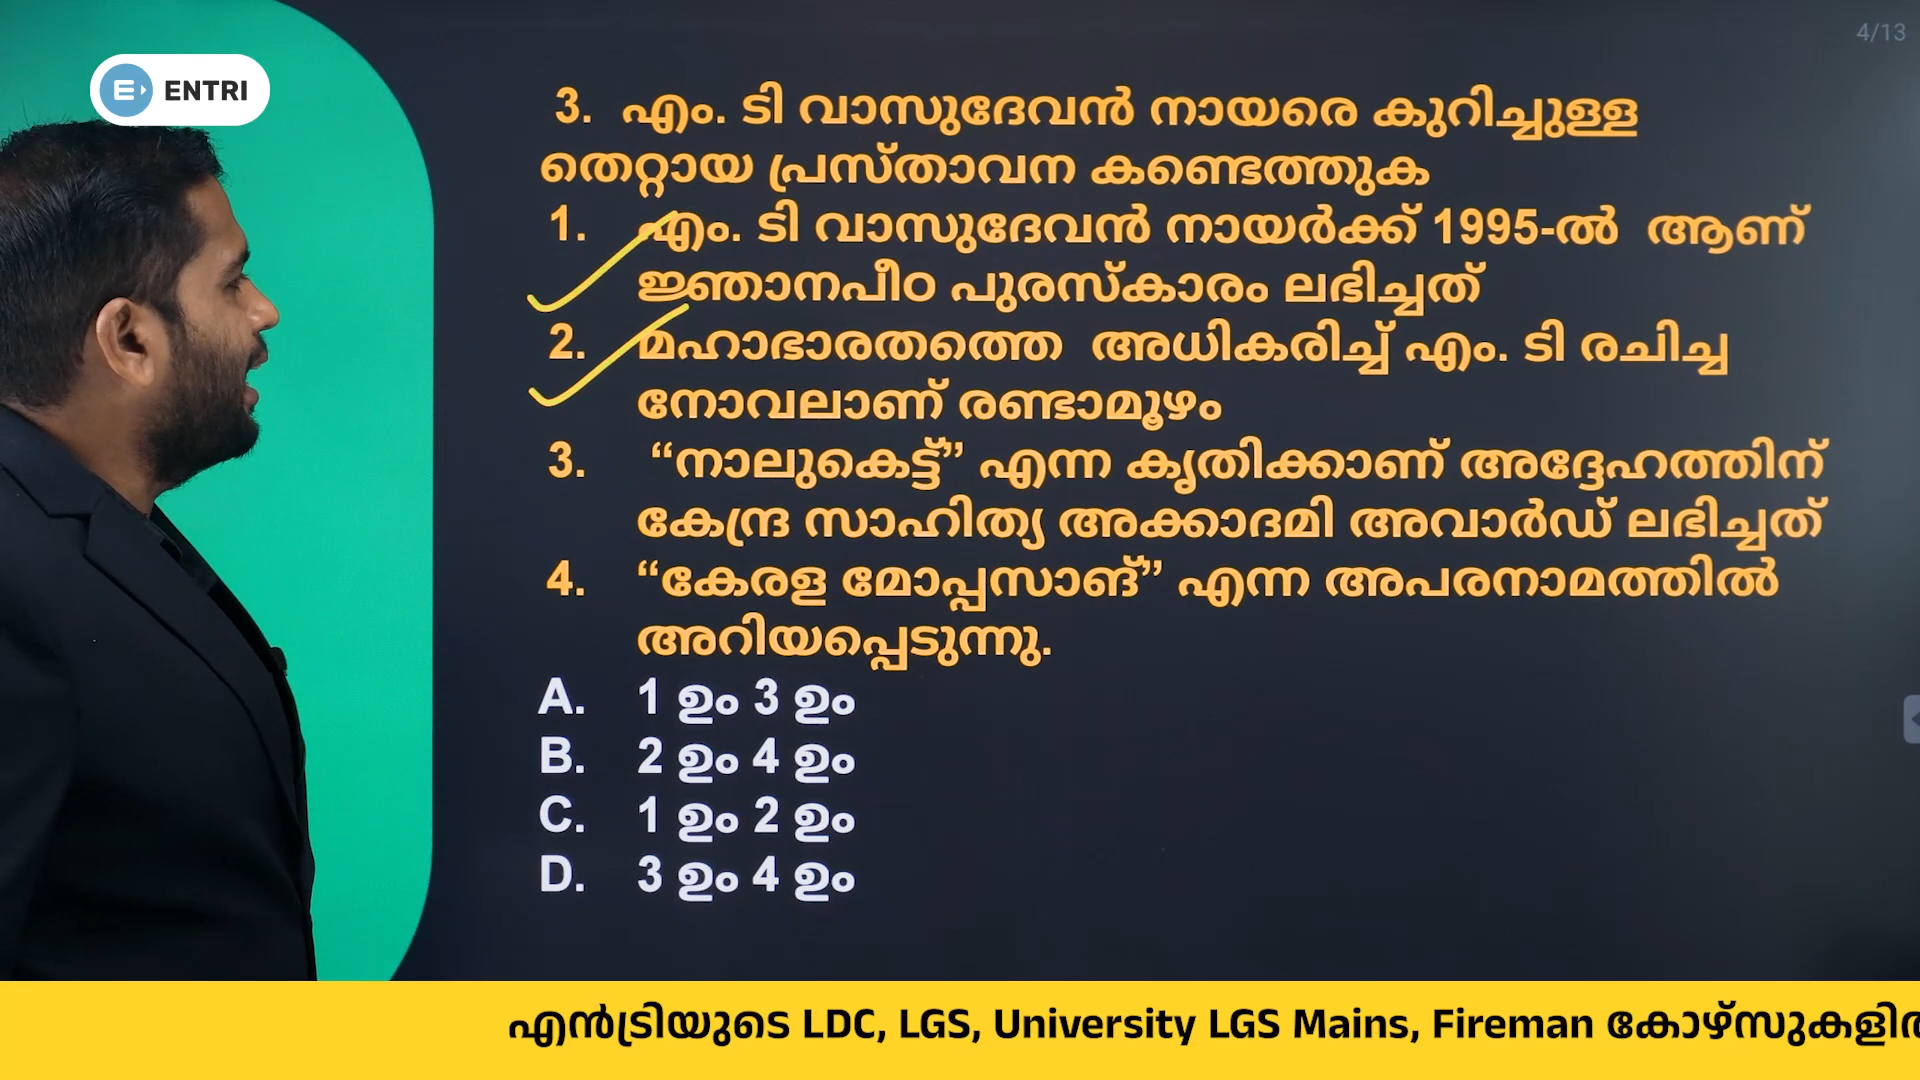 4/13
ENTRI
3. എം. ടി വാസുദേവൻ നായരെ കുറിച്ചുള്ള
തെറ്റായ പ്രസ്താവന കണ്ടെത്തുക
1. എം. ടി വാസുദേവൻ നായർക്ക് 1995-ൽ ആണ്
ജ്ഞാനപീഠ പുരസ്കാരം ലഭിച്ചത്
2. മഹാഭാരതത്തെ അധികരിച്ച് എം. ടി രചിച്ച
നോവലാണ് രണ്ടാമൂഴം
3. “നാലുകെട്ട്” എന്ന കൃതിക്കാണ് അദ്ദേഹത്തിന്
കേന്ദ്ര സാഹിത്യ അക്കാദമി അവാർഡ് ലഭിച്ചത്
4. “കേരള മോപ്പസാങ്” എന്ന അപരനാമത്തിൽ
അറിയപ്പെടുന്നു.
A. 1 ഉം 3 ഉം
B. 2 ഉം 4 ഉം
C. 1 ഉം 2 ഉം
D. 3 ഉം 4 ഉം
എൻട്രിയുടെ LDC, LGS, University LGS Mains, Fireman